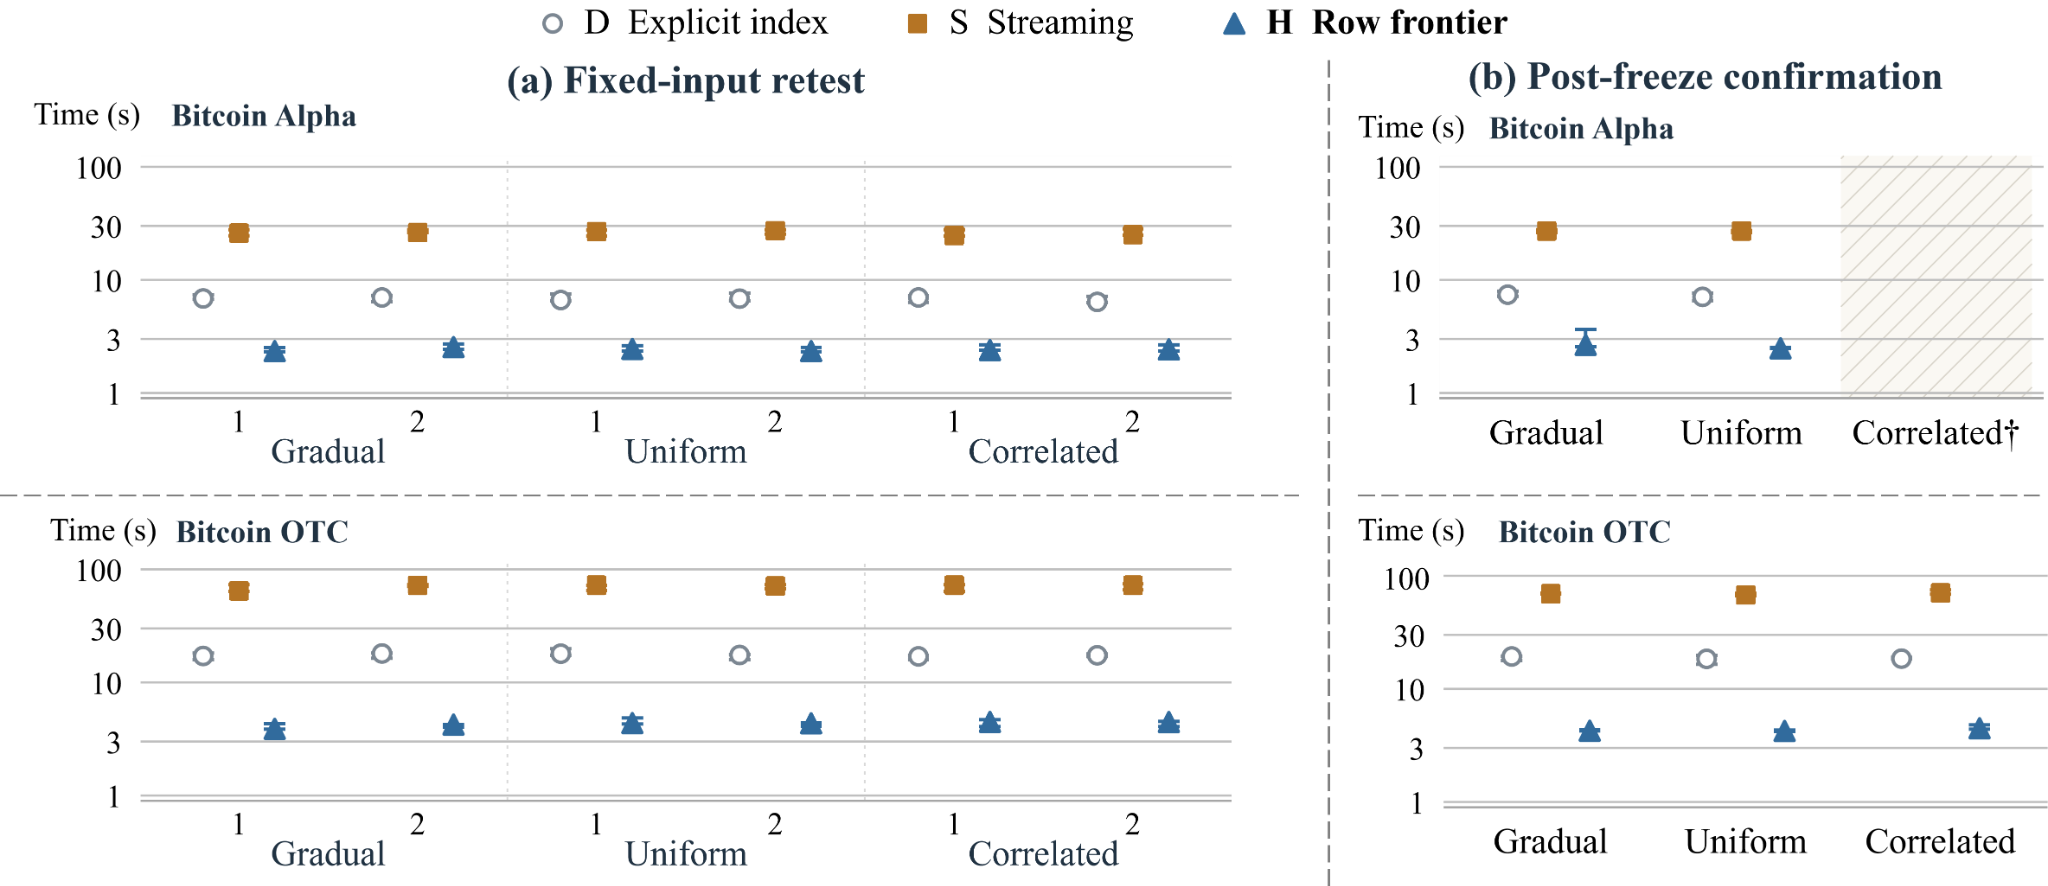 D Explicit index S Streaming H Row frontier
(a) Fixed-input retest
Time (s) Bitcoin Alpha
100
30
10
3
1
1 2 1 2 1 2
Gradual Uniform Correlated
Time (s) Bitcoin OTC
100
30
10
3
1
1 2 1 2 1 2
Gradual Uniform Correlated
(b) Post-freeze confirmation
Time (s) Bitcoin Alpha
100
30
10
3
1
Gradual Uniform Correlated†
Time (s) Bitcoin OTC
100
30
10
3
1
Gradual Uniform Correlated